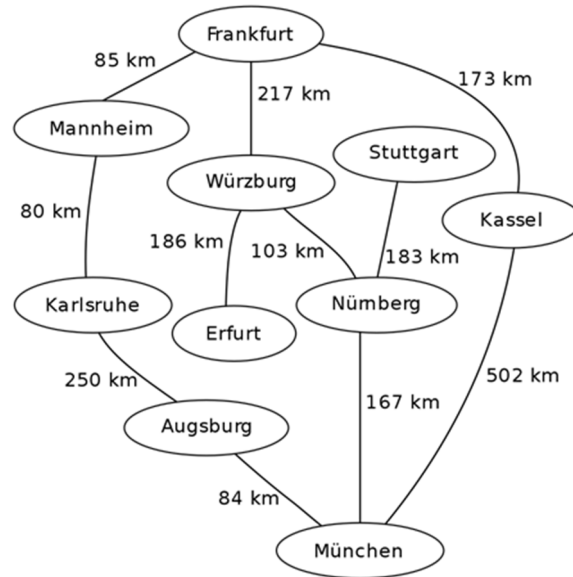 Frankfurt
85 km
173 km
217 km
Mannheim
Stuttgart
Würzburg
Kassel
80 km
186 km
103 km
183 km
Karlsruhe
Nürnberg
Erfurt
250 km
167 km
502 km
Augsburg
84 km
München